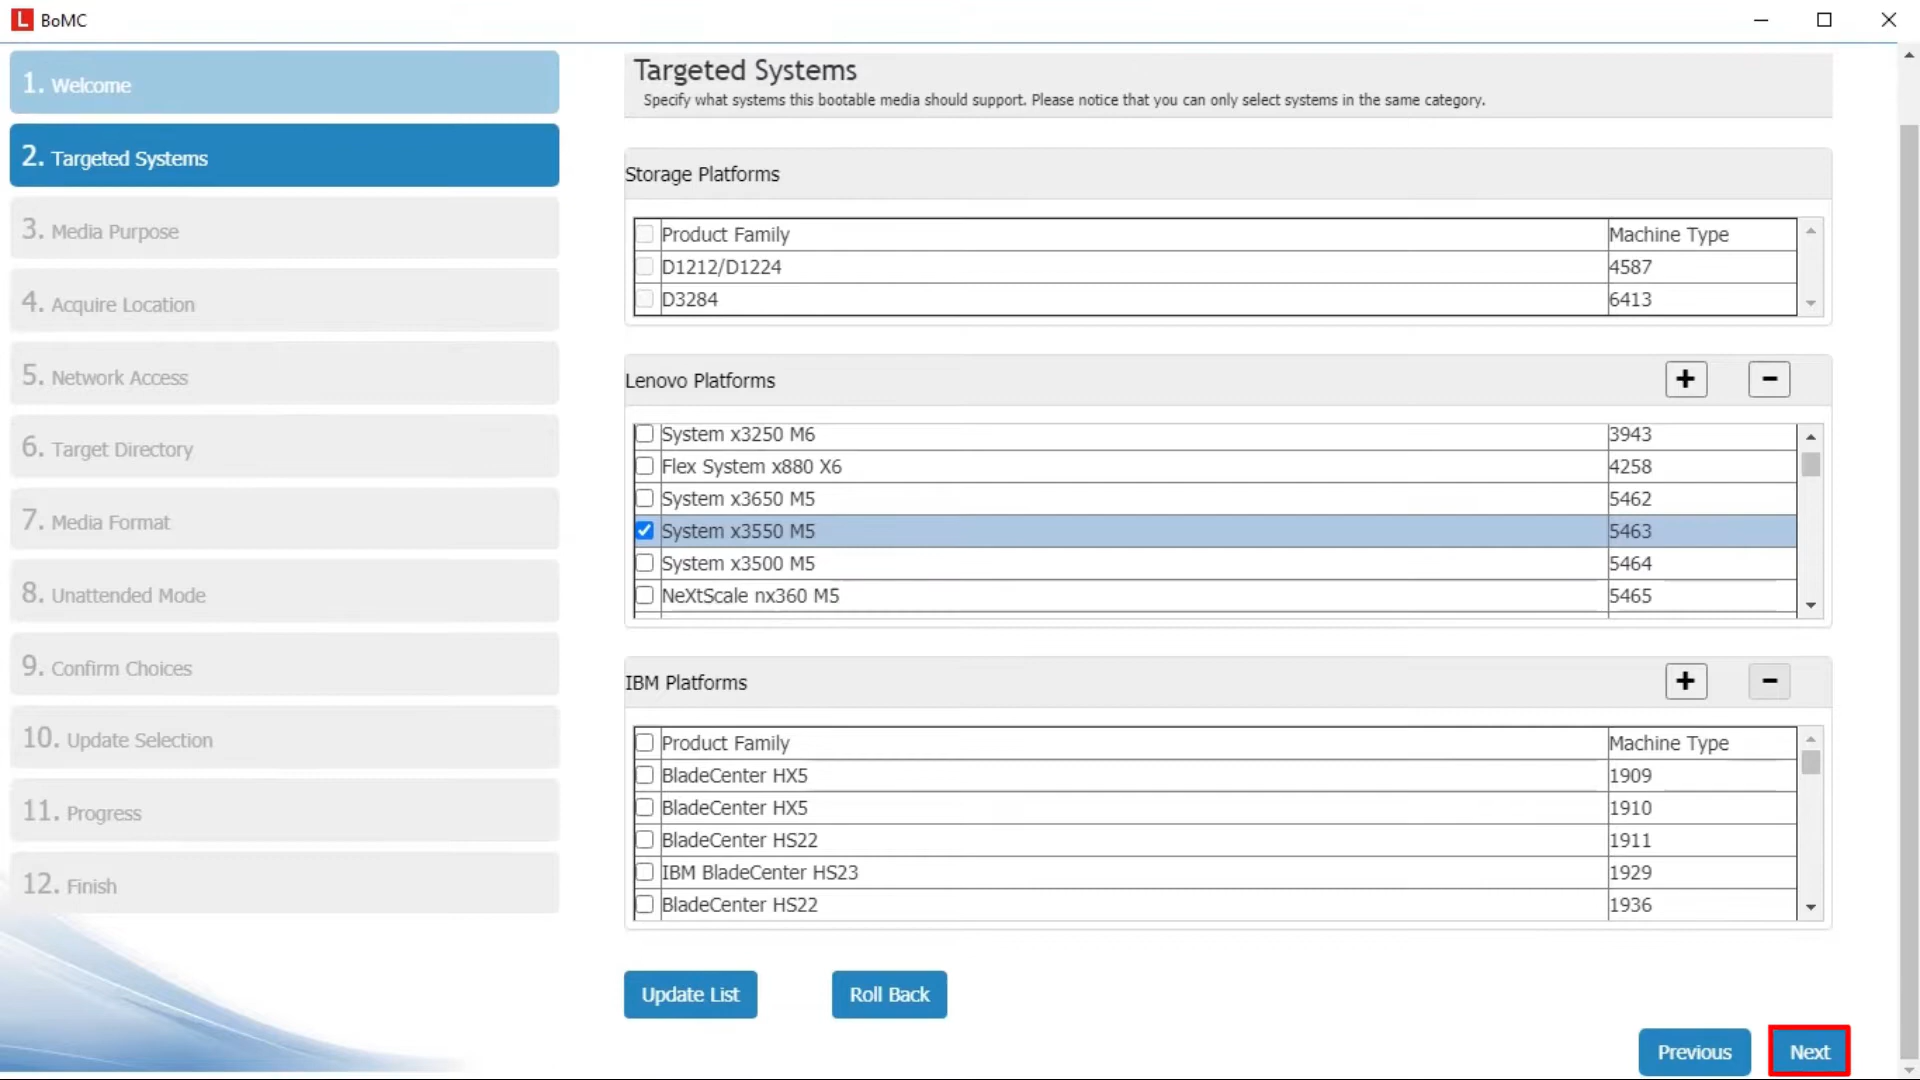 L BoMC
1. Welcome
2. Targeted Systems
3. Media Purpose
4. Acquire Location
5. Network Access
6. Target Directory
7. Media Format
8. Unattended Mode
9. Confirm Choices
10. Update Selection
11. Progress
12. Finish
Targeted Systems
Specify what systems this bootable media should support. Please notice that you can only select systems in the same category.
Storage Platforms
Product Family Machine Type
D1212/D1224 4587
D3284 6413
Lenovo Platforms + -
System x3250 M6 3943
Flex System x880 X6 4258
System x3650 M5 5462
System x3550 M5 5463
System x3500 M5 5464
NeXtScale nx360 M5 5465
IBM Platforms + -
Product Family Machine Type
BladeCenter HX5 1909
BladeCenter HX5 1910
BladeCenter HS22 1911
IBM BladeCenter HS23 1929
BladeCenter HS22 1936
Update List Roll Back
Previous Next